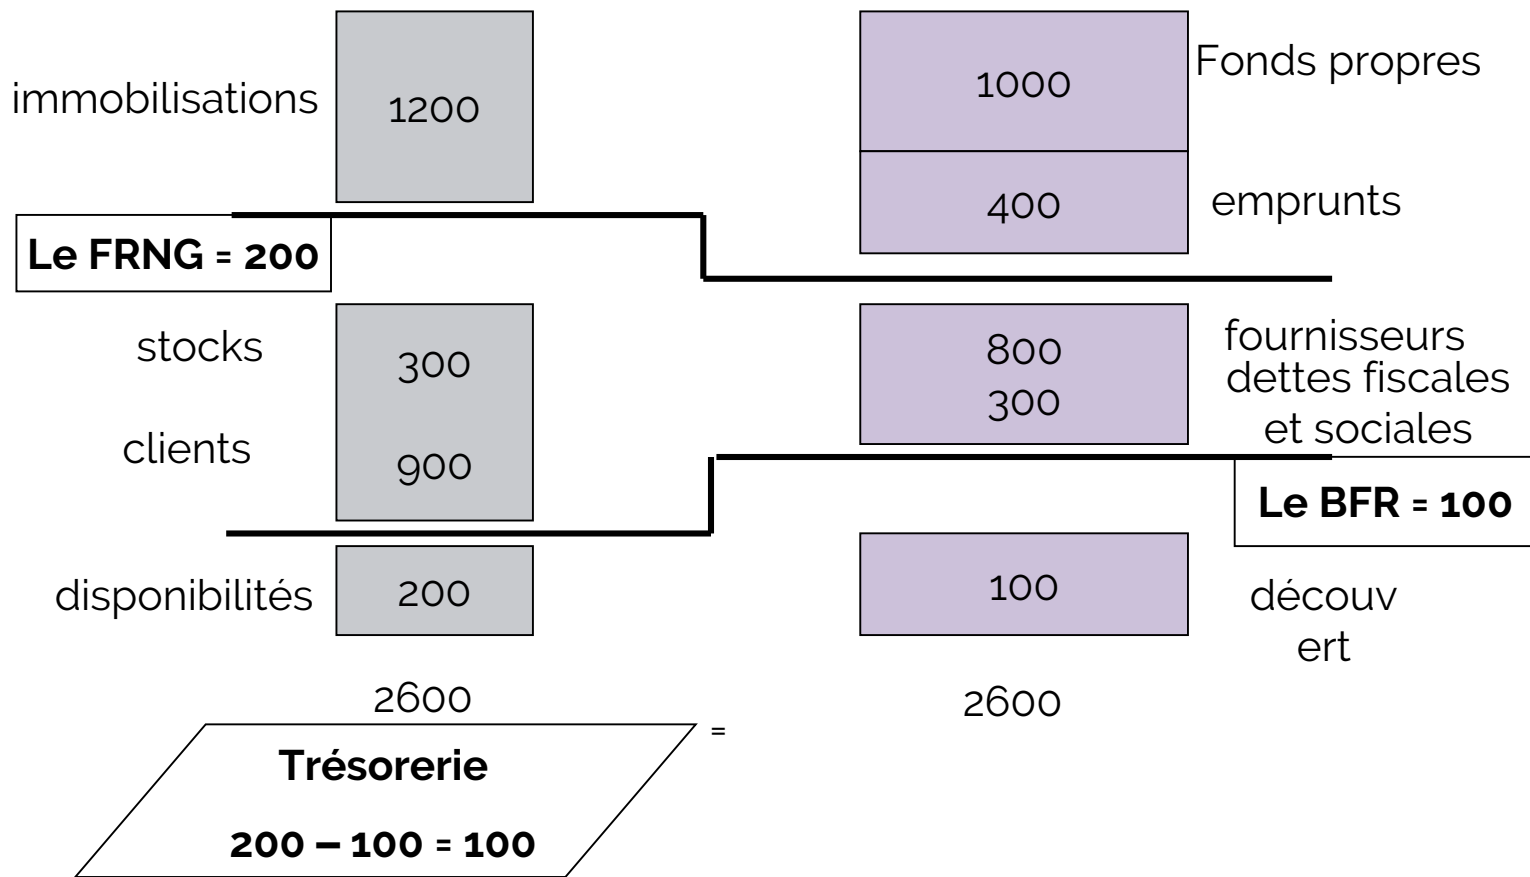 immobilisations
1200
1000
Fonds propres
400
emprunts
Le FRNG = 200
stocks
300
clients
900
800
300
fournisseurs
dettes fiscales
et sociales
Le BFR = 100
disponibilités
200
100
découv
ert
2600
=
2600
Trésorerie
200 – 100 = 100